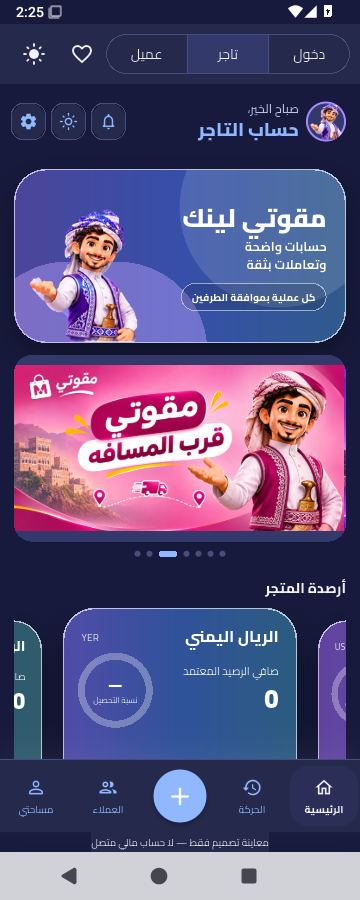 2:25
دخول
تاجر
عميل
صباح الخير،
حساب التاجر
مقوتي لينك
حسابات واضحة
وتعاملات بثقة
كل عملية بموافقة الطرفين
مقوتي
مقوتي
قرب المسافه
أرصدة المتجر
الريال اليمني
YER
صافي الرصيد المعتمد
0
—
نسبة التحصيل
الر
صا
0
US
الرئيسية
الحركة
العملاء
مساحتي
معاينة تصميم فقط — لا حساب مالي متصل